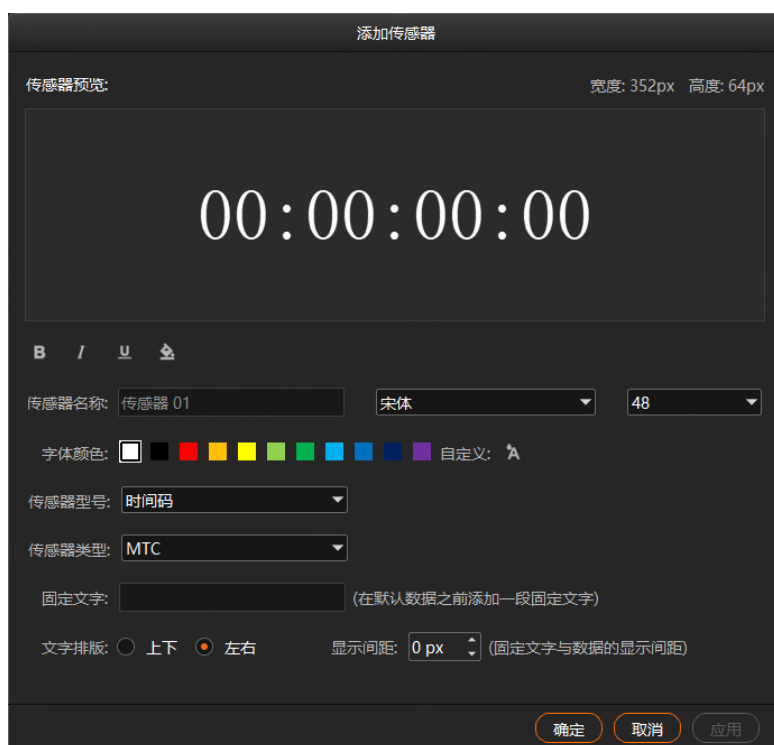 添加传感器
传感器预览: 宽度: 352px 高度: 64px
00:00:00:00
B I U
传感器名称: 传感器 01 宋体 48
字体颜色: 自定义: A
传感器型号: 时间码
传感器类型: MTC
固定文字: (在默认数据之前添加一段固定文字)
文字排版: 上下 左右 显示间距: 0 px (固定文字与数据的显示间距)
确定 取消 应用